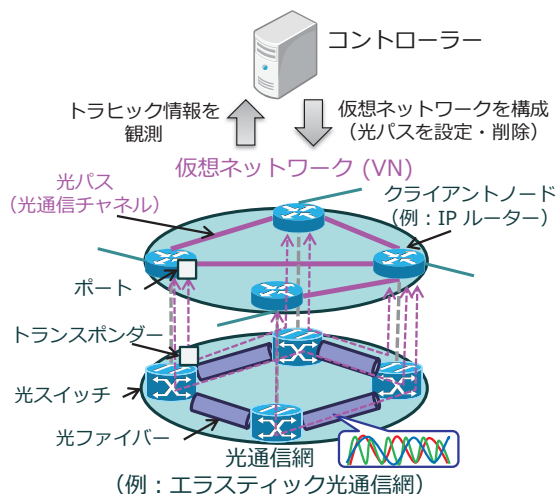 コントローラー
トラヒック情報を
観測
仮想ネットワークを構成
(光パスを設定・削除)
仮想ネットワーク (VN)
光パス
(光通信チャネル)
クライアントノード
(例:IP ルーター)
ポート
トランスポンダー
光スイッチ
光ファイバー
光通信網
(例:エラスティック光通信網)